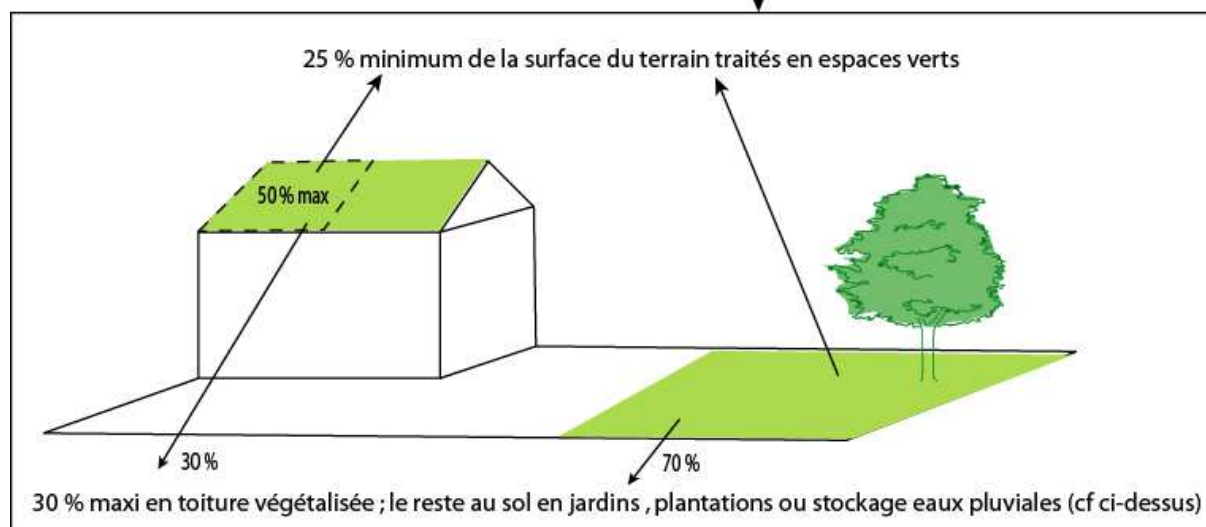 25 % minimum de la surface du terrain traités en espaces verts
50 % max
30 %
70 %
30 % maxi en toiture végétalisée ; le reste au sol en jardins , plantations ou stockage eaux pluviales (cf ci-dessus)